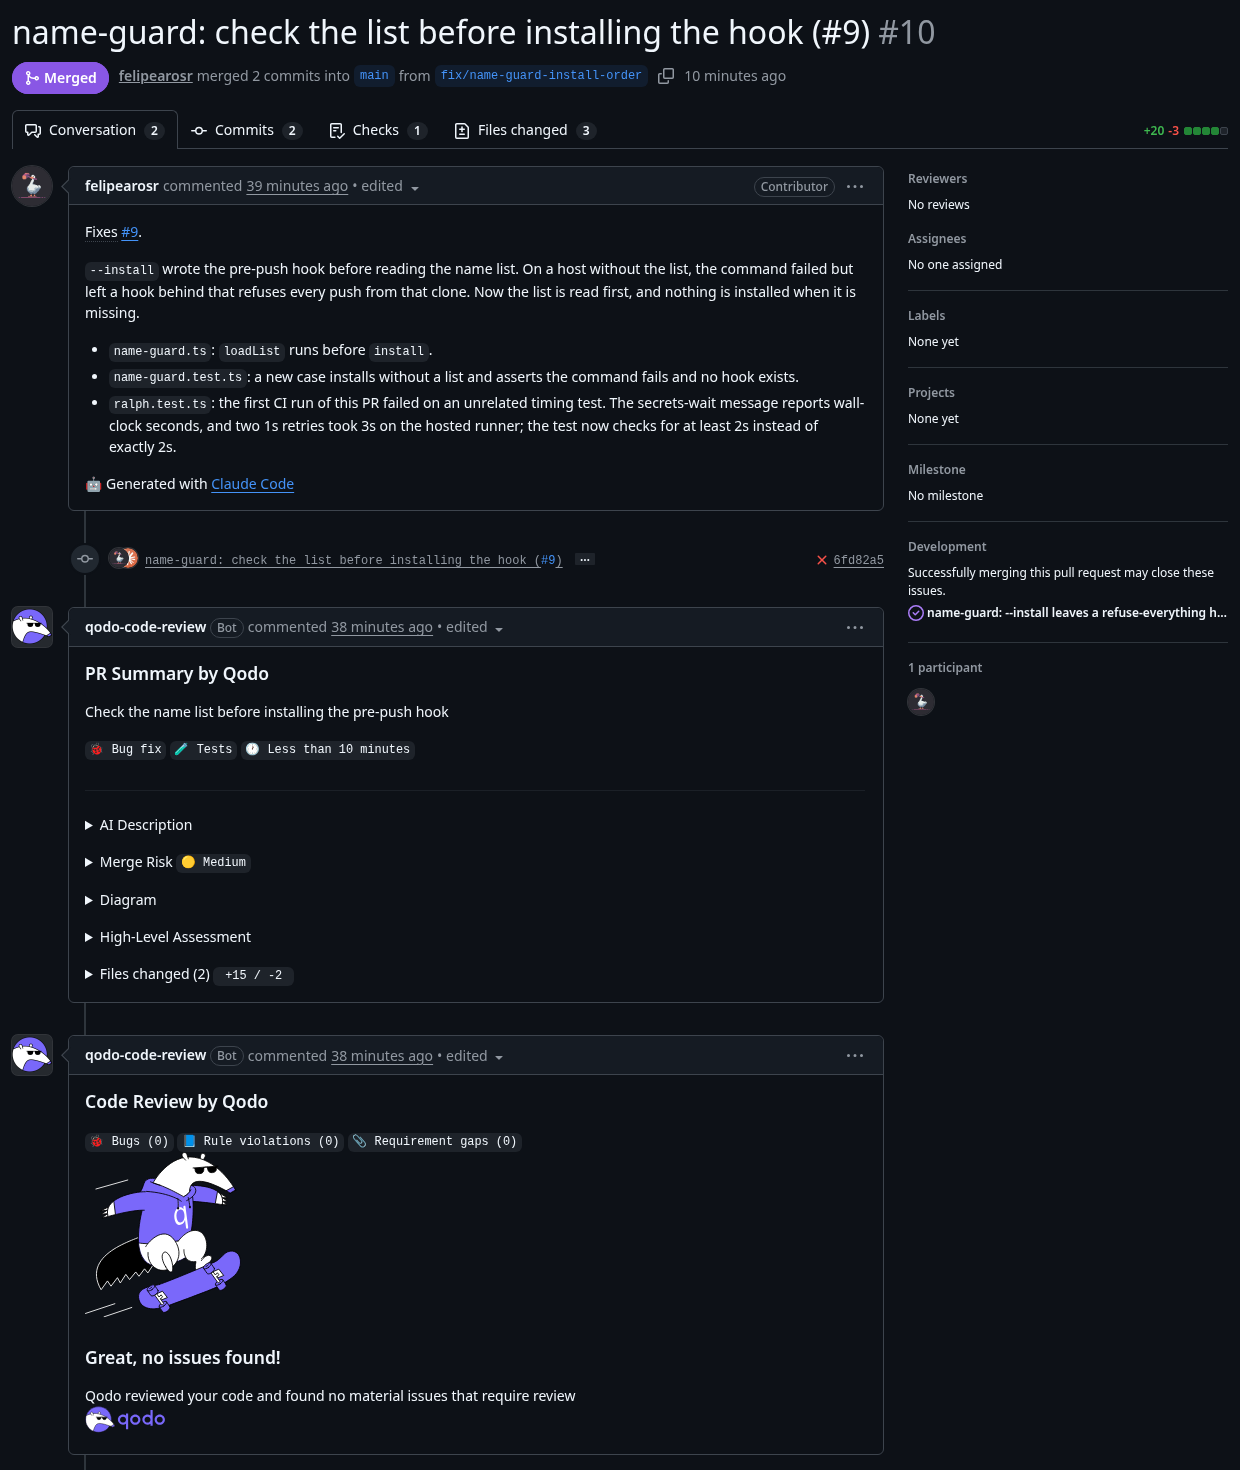 name-guard: check the list before installing the hook (#9) #10
Merged felipearosr merged 2 commits into main from fix/name-guard-install-order 10 minutes ago
Conversation 2 Commits 2 Checks 1 Files changed 3 +20 -3
felipearosr commented 39 minutes ago • edited Contributor
Fixes #9.
--install wrote the pre-push hook before reading the name list. On a host without the list, the command failed but
left a hook behind that refuses every push from that clone. Now the list is read first, and nothing is installed when it is
missing.
• name-guard.ts: loadList runs before install.
• name-guard.test.ts: a new case installs without a list and asserts the command fails and no hook exists.
• ralph.test.ts: the first CI run of this PR failed on an unrelated timing test. The secrets-wait message reports wall-
clock seconds, and two 1s retries took 3s on the hosted runner; the test now checks for at least 2s instead of
exactly 2s.
🤖 Generated with Claude Code
name-guard: check the list before installing the hook (#9) ... 6fd82a5
qodo-code-review Bot commented 38 minutes ago • edited
PR Summary by Qodo
Check the name list before installing the pre-push hook
🐞 Bug fix 🧪 Tests 🕐 Less than 10 minutes
AI Description
Merge Risk 🟡 Medium
Diagram
High-Level Assessment
Files changed (2) +15 / -2
qodo-code-review Bot commented 38 minutes ago • edited
Code Review by Qodo
🐞 Bugs (0) 📘 Rule violations (0) 📎 Requirement gaps (0)
q
Great, no issues found!
Qodo reviewed your code and found no material issues that require review
qodo
Reviewers
No reviews
Assignees
No one assigned
Labels
None yet
Projects
None yet
Milestone
No milestone
Development
Successfully merging this pull request may close these
issues.
name-guard: --install leaves a refuse-everything h...
1 participant